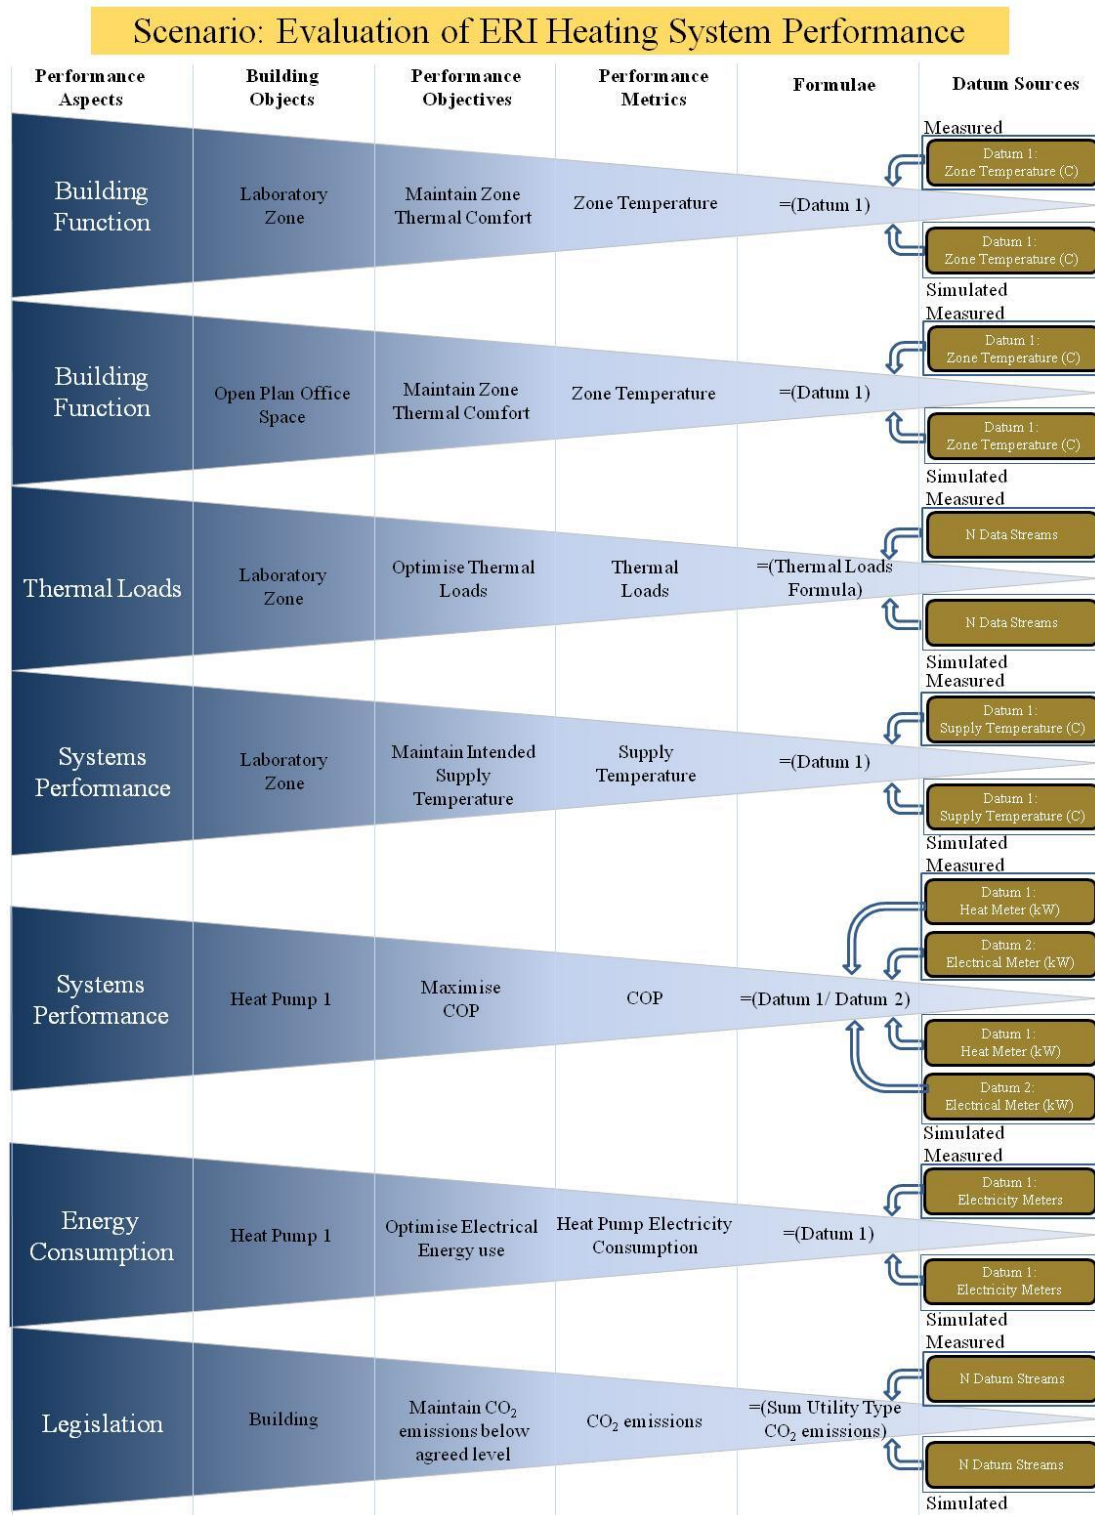 Scenario: Evaluation of ERI Heating System Performance
Performance
Aspects
Building
Objects
Performance
Objectives
Performance
Metrics
Formulae
Datum Sources
Building
Function
Laboratory
Zone
Maintain Zone
Thermal Comfort
Zone Temperature
=(Datum 1)
Measured
Datum 1:
Zone Temperature (C)
Datum 1:
Zone Temperature (C)
Simulated
Building
Function
Open Plan Office
Space
Maintain Zone
Thermal Comfort
Zone Temperature
=(Datum 1)
Measured
Datum 1:
Zone Temperature (C)
Datum 1:
Zone Temperature (C)
Simulated
Thermal Loads
Laboratory
Zone
Optimise Thermal
Loads
Thermal
Loads
=(Thermal Loads
Formula)
Measured
N Data Streams
N Data Streams
Simulated
Systems
Performance
Laboratory
Zone
Maintain Intended
Supply
Temperature
Supply
Temperature
=(Datum 1)
Measured
Datum 1:
Supply Temperature (C)
Datum 1:
Supply Temperature (C)
Simulated
Systems
Performance
Heat Pump 1
Maximise
COP
COP
=(Datum 1/ Datum 2)
Measured
Datum 1:
Heat Meter (kW)
Datum 2:
Electrical Meter (kW)
Datum 1:
Heat Meter (kW)
Datum 2:
Electrical Meter (kW)
Simulated
Energy
Consumption
Heat Pump 1
Optimise Electrical
Energy use
Heat Pump Electricity
Consumption
=(Datum 1)
Measured
Datum 1:
Electricity Meters
Datum 1:
Electricity Meters
Simulated
Legislation
Building
Maintain CO₂
emissions below
agreed level
CO₂ emissions
=(Sum Utility Type
CO₂ emissions)
Measured
N Datum Streams
N Datum Streams
Simulated